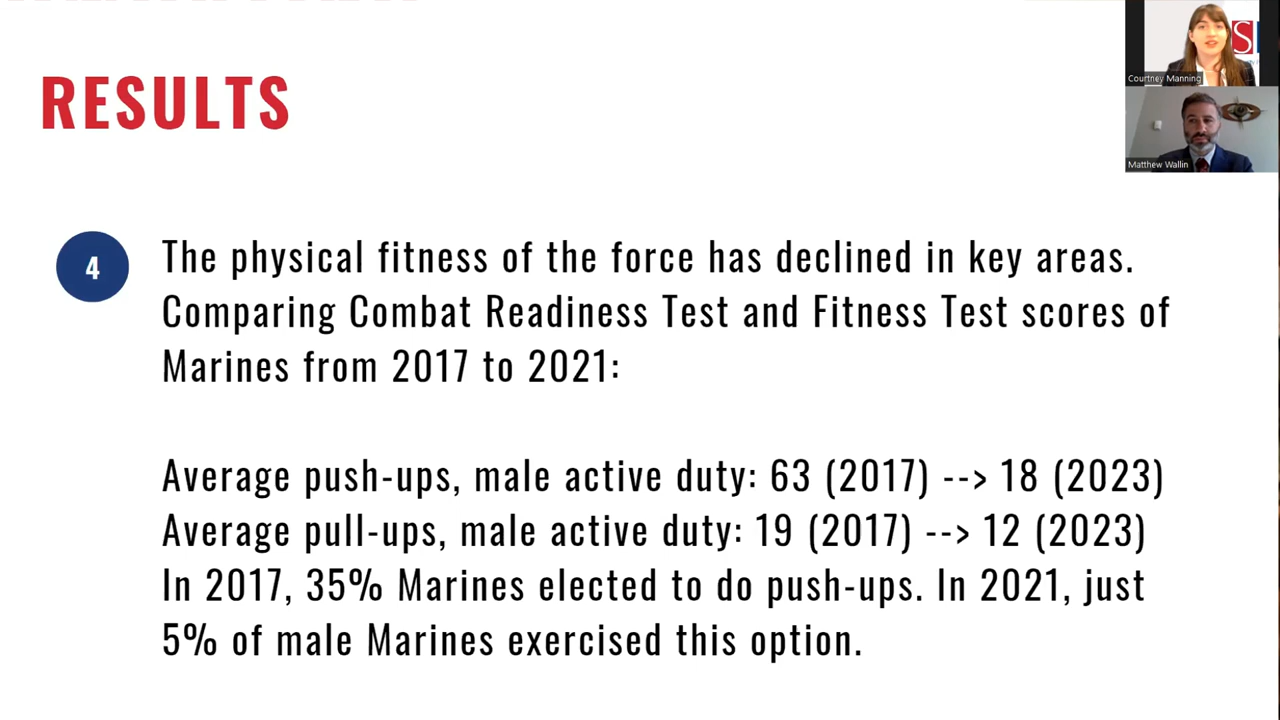 RESULTS
S
Courtney Manning
Matthew Wallin
4
The physical fitness of the force has declined in key areas.
Comparing Combat Readiness Test and Fitness Test scores of
Marines from 2017 to 2021:
Average push-ups, male active duty: 63 (2017) --> 18 (2023)
Average pull-ups, male active duty: 19 (2017) --> 12 (2023)
In 2017, 35% Marines elected to do push-ups. In 2021, just
5% of male Marines exercised this option.